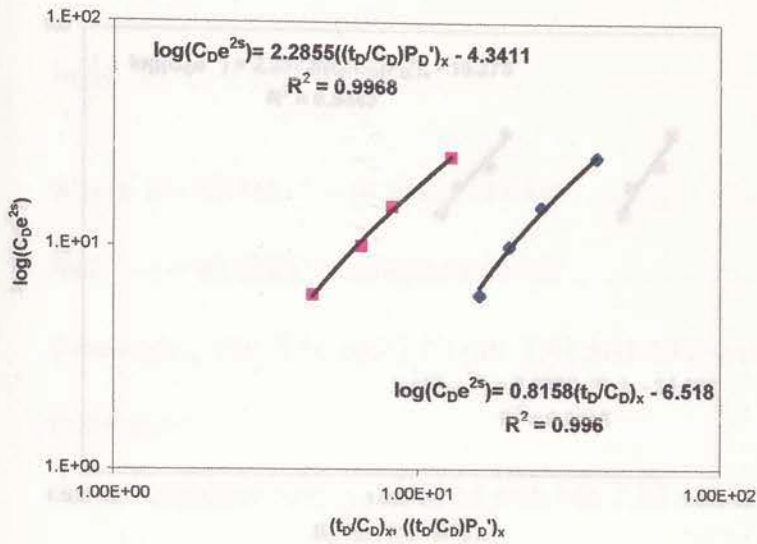 1.E+02
log(C_De^{2s})= 2.2855((t_D/C_D)P_D')_x - 4.3411
R² = 0.9968
log(C_De^{2s})
1.E+01
log(C_De^{2s})= 0.8158(t_D/C_D)_x - 6.518
R² = 0.996
1.E+00
1.00E+00 1.00E+01 1.00E+02
(t_D/C_D)_x, ((t_D/C_D)P_D')_x